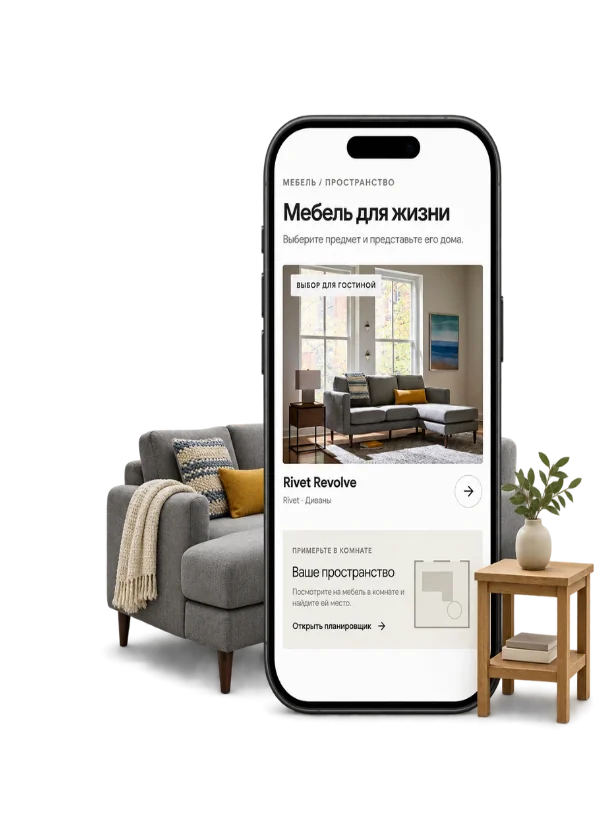 МЕБЕЛЬ / ПРОСТРАНСТВО
Мебель для жизни
Выберите предмет и представьте его дома.
ВЫБОР ДЛЯ ГОСТИНОЙ
Rivet Revolve
Rivet · Диваны
ПРИМЕРЬТЕ В КОМНАТЕ
Ваше пространство
Посмотрите на мебель в комнате и
найдите ей место.
Открыть планировщик →